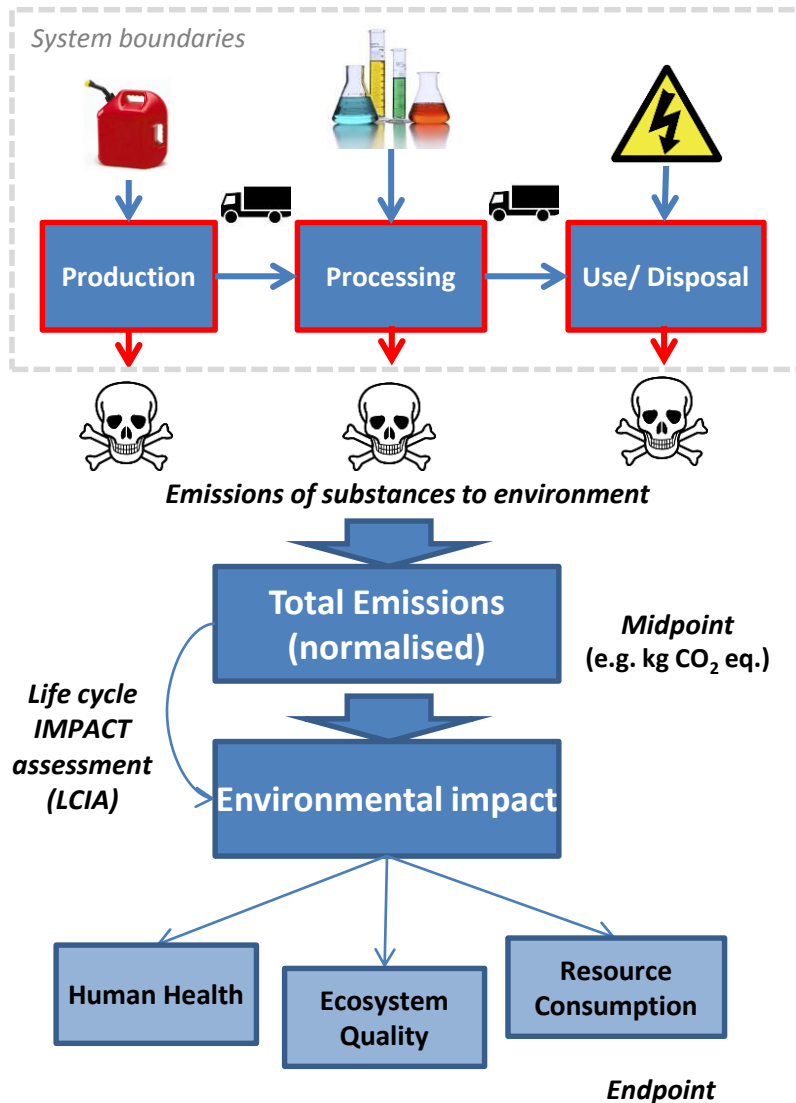 System boundaries
Production
Processing
Use/ Disposal
Emissions of substances to environment
Total Emissions
(normalised)
Midpoint
(e.g. kg CO₂ eq.)
Life cycle
IMPACT
assessment
(LCIA)
Environmental impact
Human Health
Ecosystem
Quality
Resource
Consumption
Endpoint